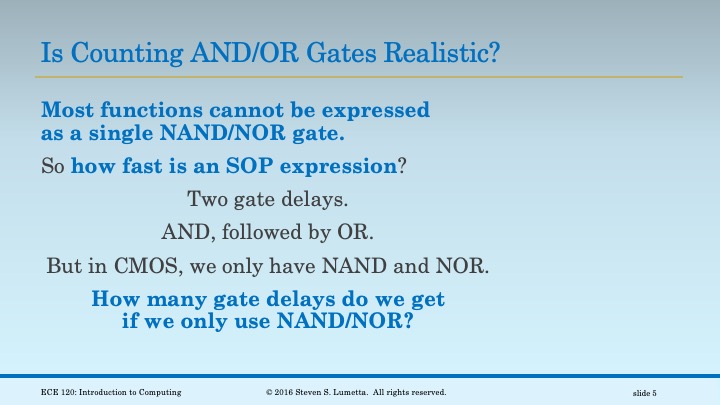 Is Counting AND/OR Gates Realistic?
Most functions cannot be expressed
as a single NAND/NOR gate.
So how fast is an SOP expression?
Two gate delays.
AND, followed by OR.
But in CMOS, we only have NAND and NOR.
How many gate delays do we get
if we only use NAND/NOR?
ECE 120: Introduction to Computing
© 2016 Steven S. Lumetta.  All rights reserved.
slide 5